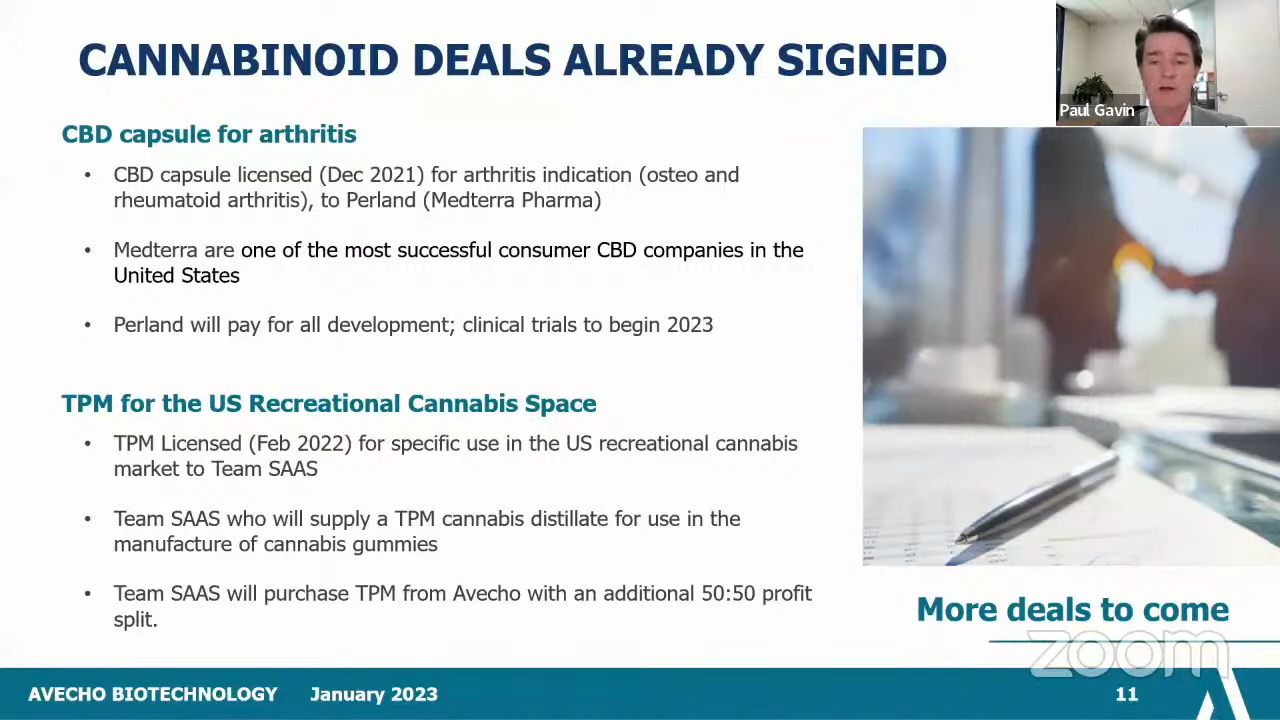 CANNABINOID DEALS ALREADY SIGNED
Paul Gavin
CBD capsule for arthritis
• CBD capsule licensed (Dec 2021) for arthritis indication (osteo and
rheumatoid arthritis), to Perland (Medterra Pharma)
• Medterra are one of the most successful consumer CBD companies in the
United States
• Perland will pay for all development; clinical trials to begin 2023
TPM for the US Recreational Cannabis Space
• TPM Licensed (Feb 2022) for specific use in the US recreational cannabis
market to Team SAAS
• Team SAAS who will supply a TPM cannabis distillate for use in the
manufacture of cannabis gummies
• Team SAAS will purchase TPM from Avecho with an additional 50:50 profit
split.
More deals to come
zoom
AVECHO BIOTECHNOLOGY January 2023 11